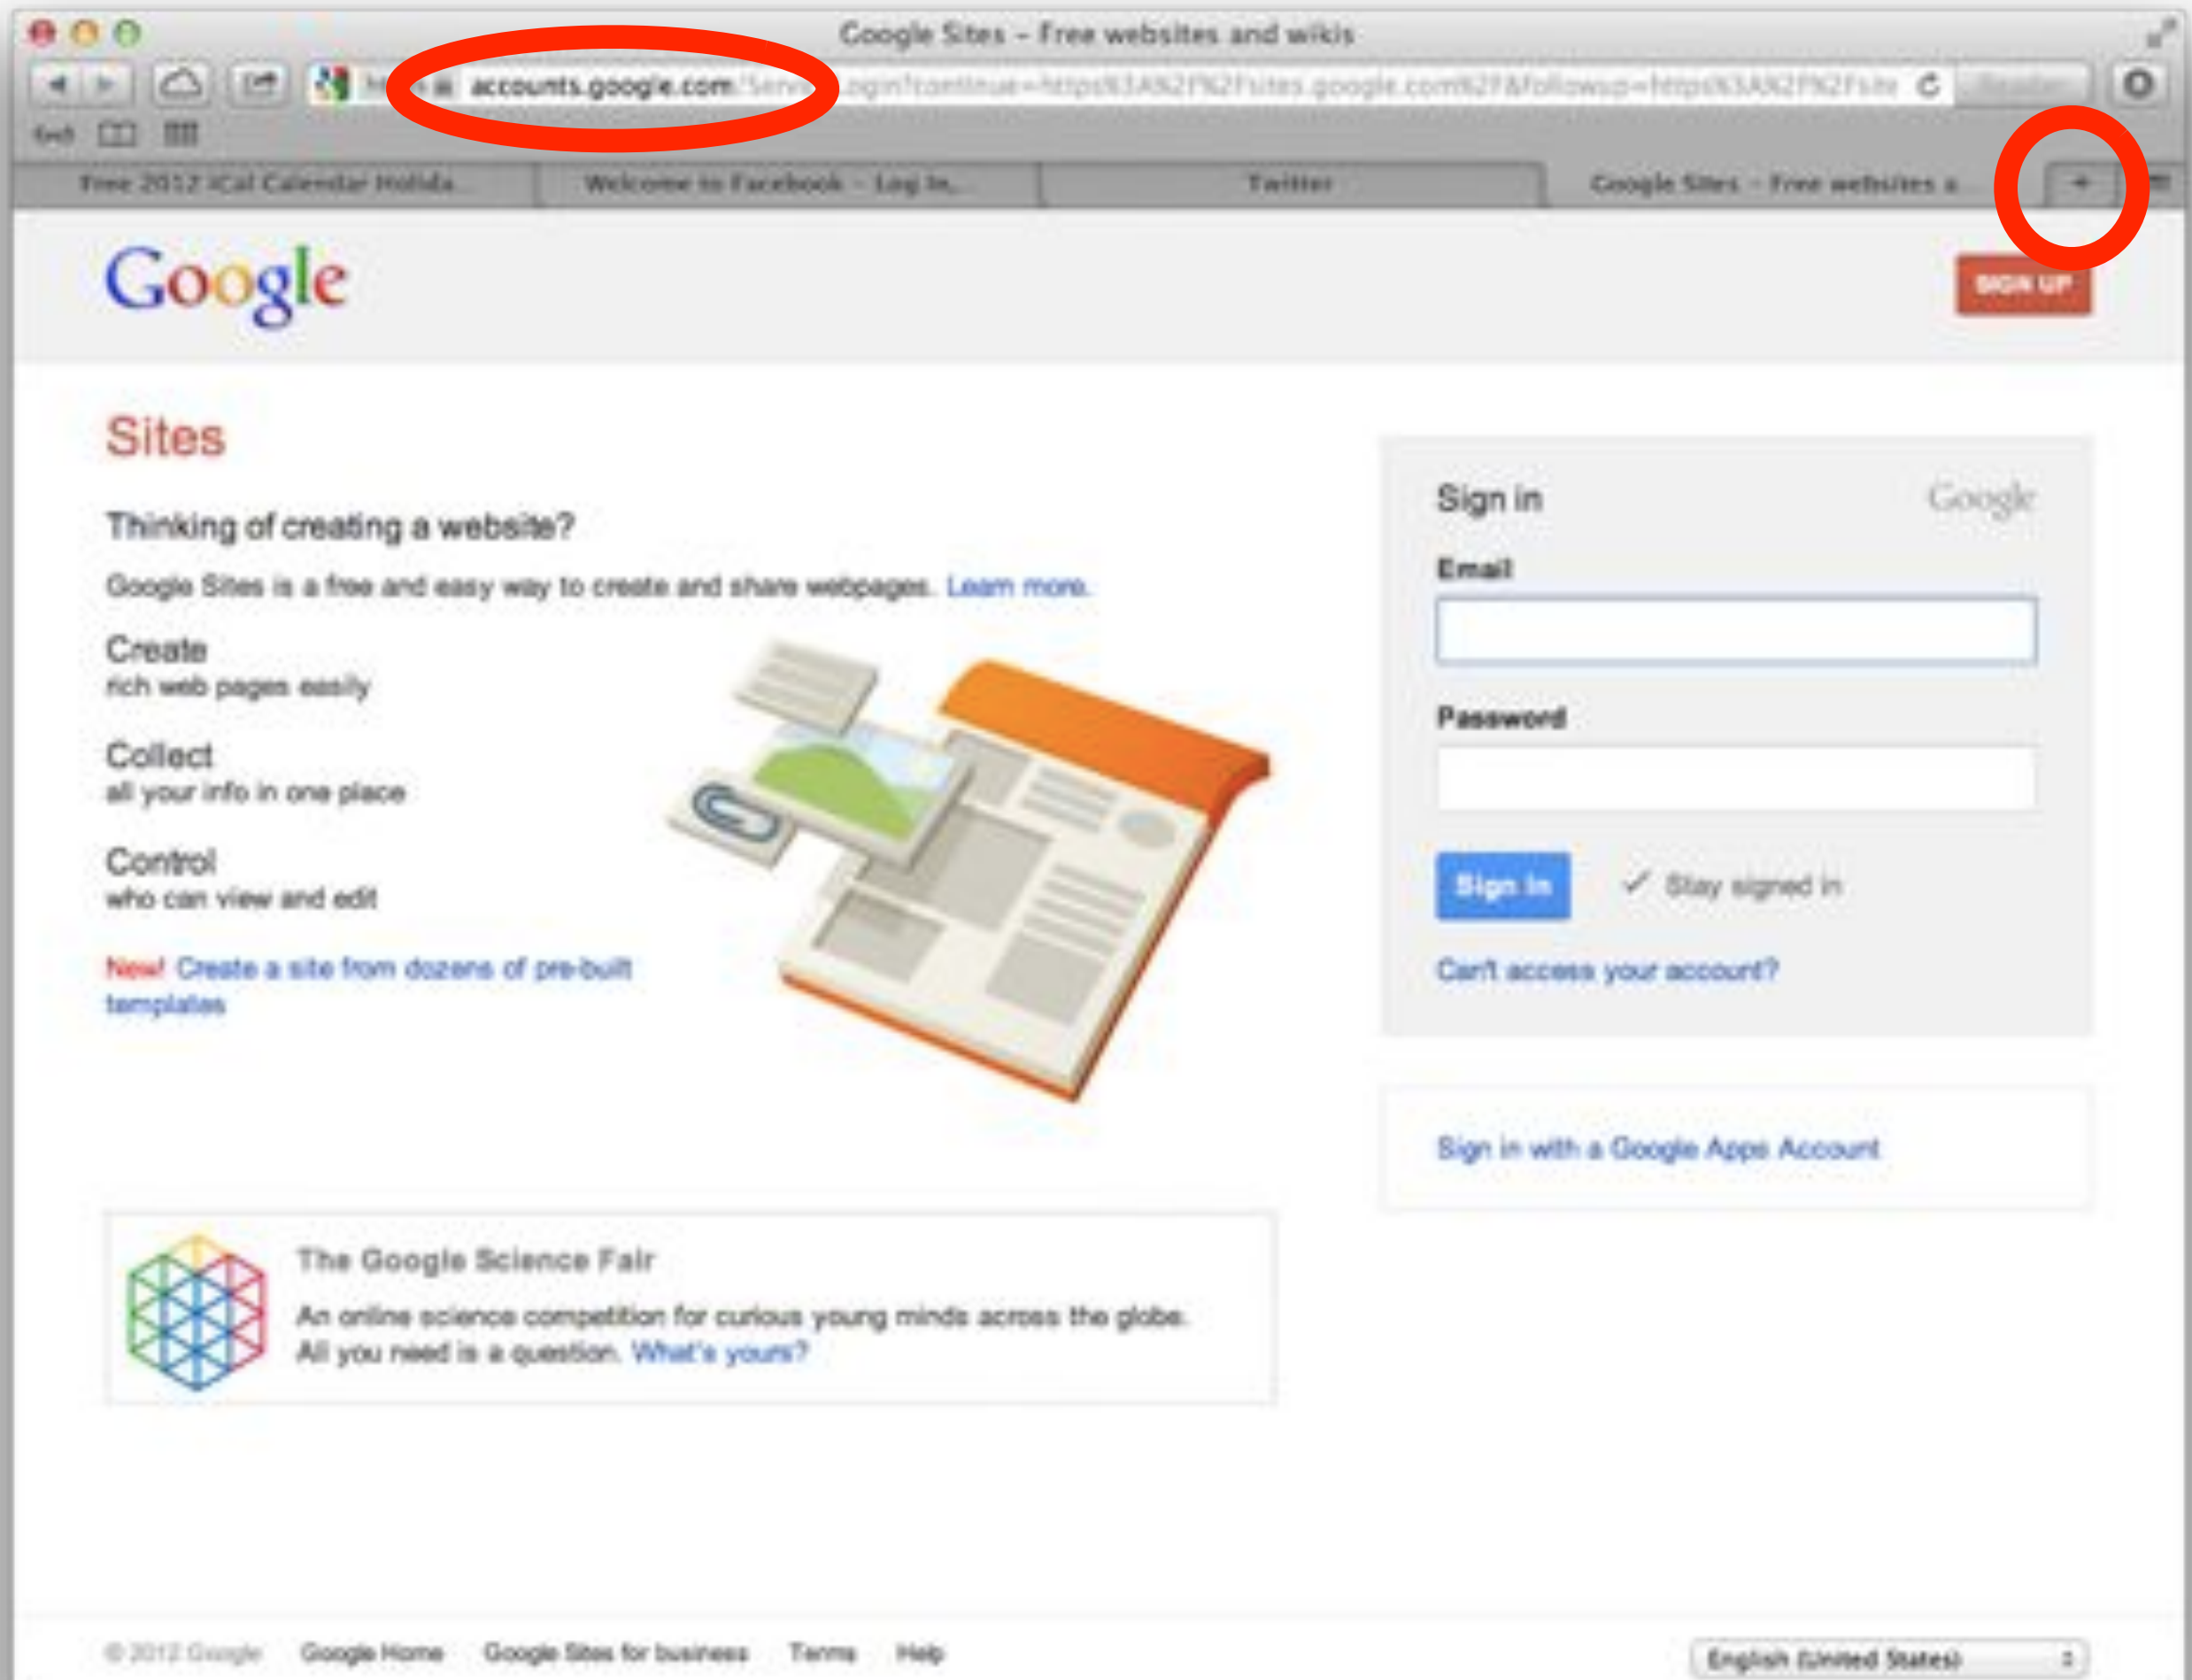 Google Sites – Free websites and wikis
accounts.google.com
Free 2012 iCal Calendar Holida...
Welcome to Facebook – Log In,...
Twitter
Google Sites – Free websites a...
Google
SIGN UP
Sites
Thinking of creating a website?
Google Sites is a free and easy way to create and share webpages. Learn more.
Create
rich web pages easily
Collect
all your info in one place
Control
who can view and edit
New! Create a site from dozens of pre-built
templates
Sign in Google
Email
Password
Sign in Stay signed in
Can't access your account?
Sign in with a Google Apps Account
The Google Science Fair
An online science competition for curious young minds across the globe.
All you need is a question. What's yours?
© 2012 Google Google Home Google Sites for business Terms Help
English (United States)